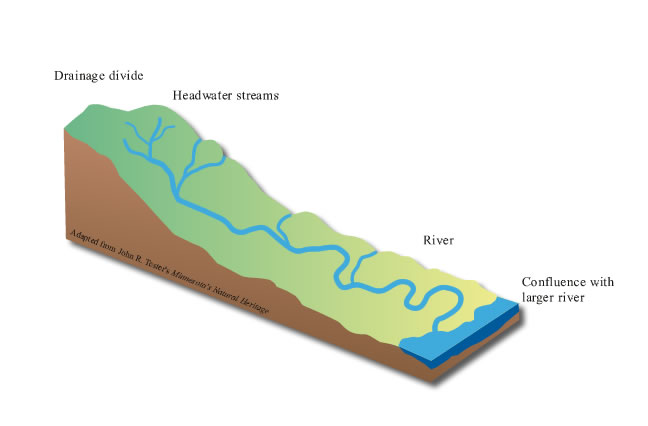 Drainage divide
Headwater streams
River
Confluence with
larger river
Adapted from John R. Tester's Minnesota's Natural Heritage